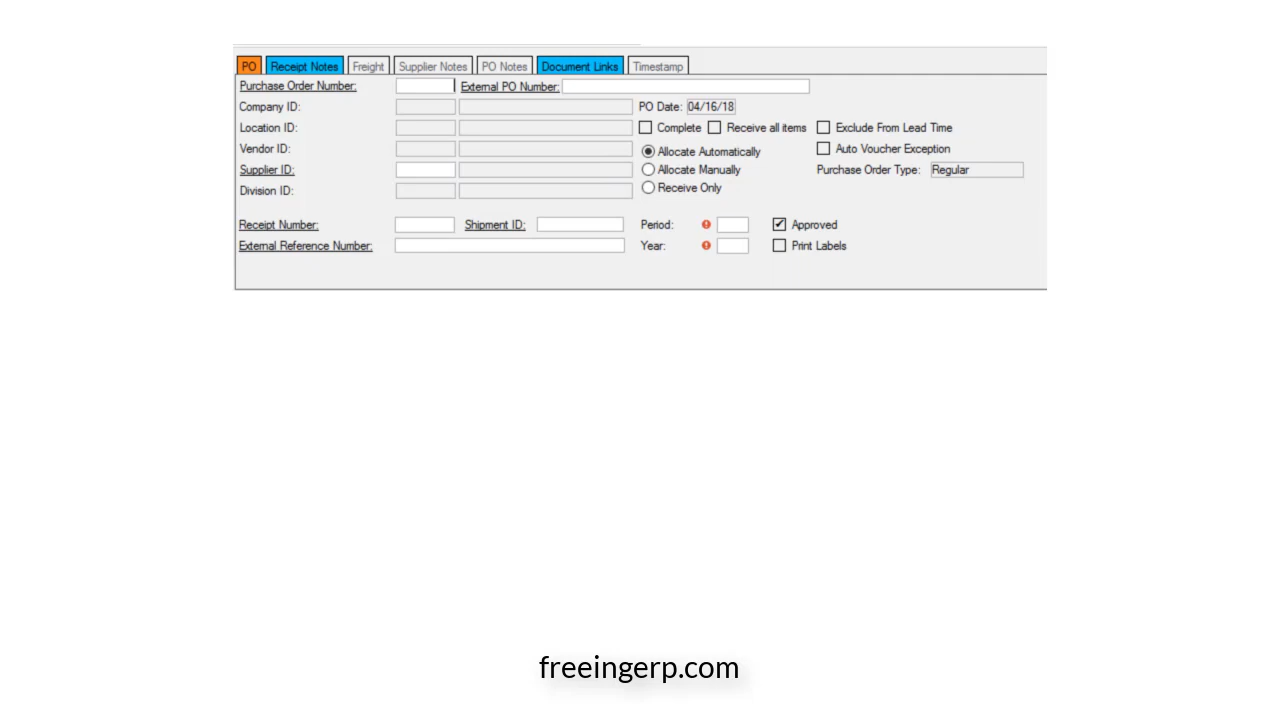 PO Receipt Notes Freight Supplier Notes PO Notes Document Links Timestamp
Purchase Order Number: External PO Number:
Company ID: PO Date: 04/16/18
Location ID: Complete Receive all items Exclude From Lead Time
Vendor ID: Allocate Automatically Auto Voucher Exception
Supplier ID: Allocate Manually Purchase Order Type: Regular
Division ID: Receive Only
Receipt Number: Shipment ID: Period: Approved
External Reference Number: Year: Print Labels
freeingerp.com